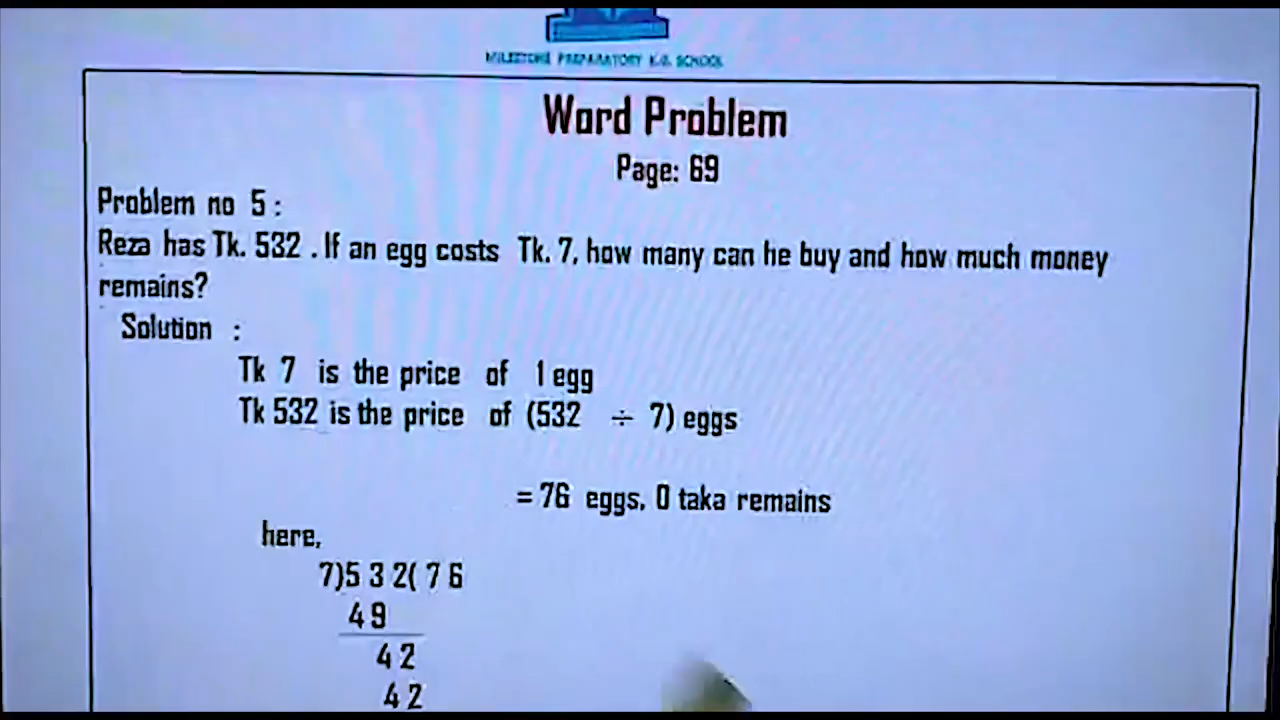 MILESTONE PREPARATORY K.G. SCHOOL
Word Problem
Page: 69
Problem no 5 :
Reza has Tk. 532 . If an egg costs Tk. 7, how many can he buy and how much money
remains?
Solution :
Tk 7 is the price of 1 egg
Tk 532 is the price of (532 ÷ 7) eggs
= 76 eggs, 0 taka remains
here,
7)5 3 2( 7 6
4 9
4 2
4 2